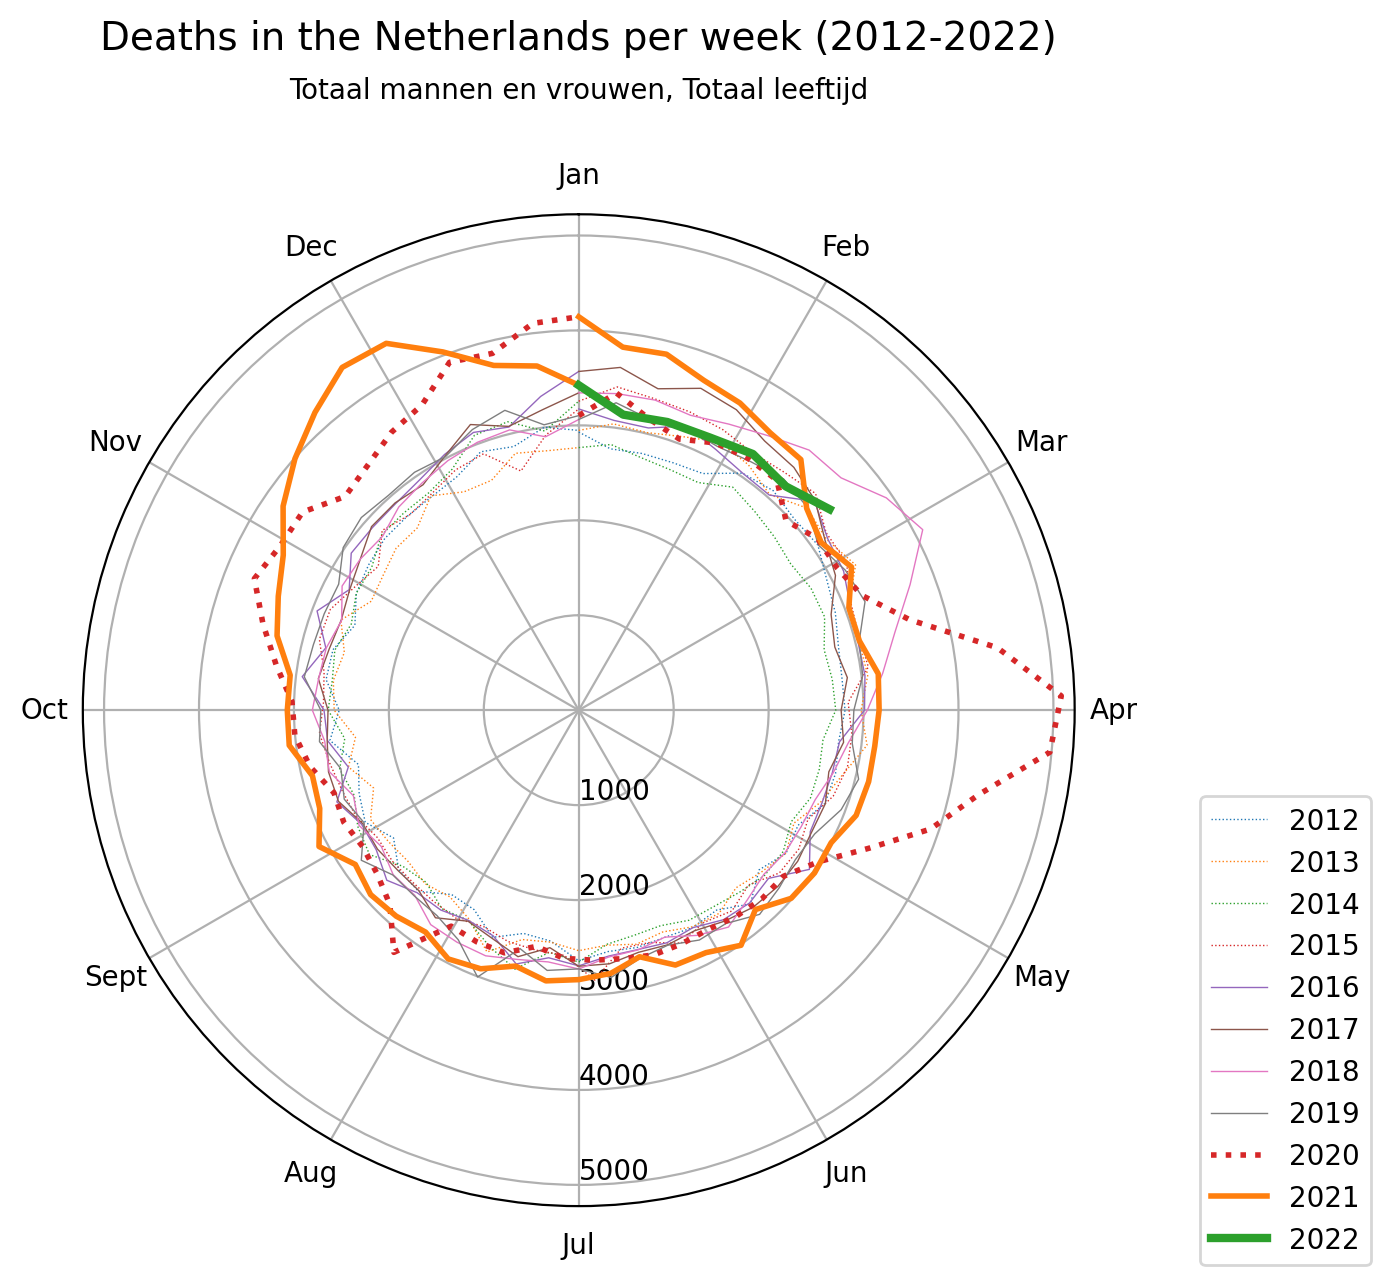 Deaths in the Netherlands per week (2012-2022)
Totaal mannen en vrouwen, Totaal leeftijd
Jan
Dec
Feb
Nov
Mar
Oct
Apr
1000
2000
3000
4000
5000
Sept
May
Aug
Jun
Jul
2012
2013
2014
2015
2016
2017
2018
2019
2020
2021
2022